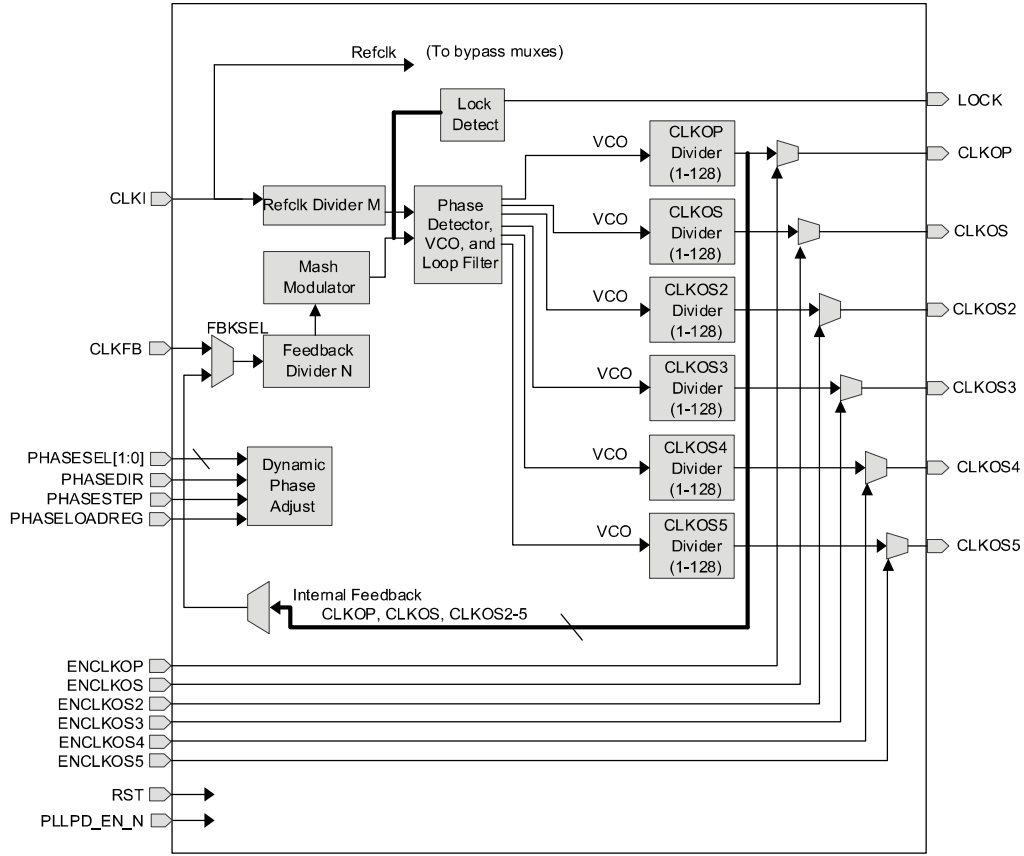 Refclk (To bypass muxes)
Lock
Detect
LOCK
VCO
CLKOP
Divider
(1-128)
CLKOP
CLKI
Refclk Divider M
Phase
Detector,
VCO, and
Loop Filter
VCO
CLKOS
Divider
(1-128)
CLKOS
Mash
Modulator
VCO
CLKOS2
Divider
(1-128)
CLKOS2
FBKSEL
CLKFB
Feedback
Divider N
VCO
CLKOS3
Divider
(1-128)
CLKOS3
PHASESEL[1:0]
PHASEDIR
PHASESTEP
PHASELOADREG
Dynamic
Phase
Adjust
VCO
CLKOS4
Divider
(1-128)
CLKOS4
VCO
CLKOS5
Divider
(1-128)
CLKOS5
Internal Feedback
CLKOP, CLKOS, CLKOS2-5
ENCLKOP
ENCLKOS
ENCLKOS2
ENCLKOS3
ENCLKOS4
ENCLKOS5
RST
PLLPD_EN_N